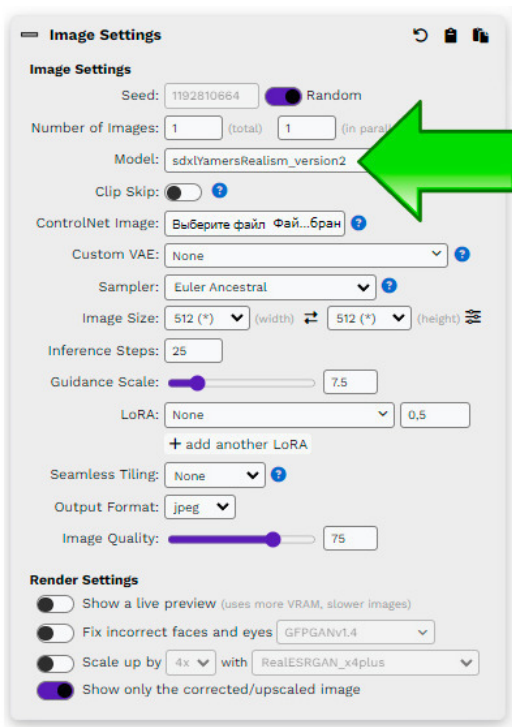 Image Settings
Image Settings
Seed: 1192810664 Random
Number of Images: 1 (total) 1 (in paral
Model: sdxlYamersRealism_version2
Clip Skip: ?
ControlNet Image: Выберите файл Фай...бран ?
Custom VAE: None ?
Sampler: Euler Ancestral ?
Image Size: 512 (*) (width) 512 (*) (height)
Inference Steps: 25
Guidance Scale: 7.5
LoRA: None 0,5
+ add another LoRA
Seamless Tiling: None ?
Output Format: jpeg
Image Quality: 75
Render Settings
Show a live preview (uses more VRAM, slower images)
Fix incorrect faces and eyes GFPGANv1.4
Scale up by 4x with RealESRGAN_x4plus
Show only the corrected/upscaled image